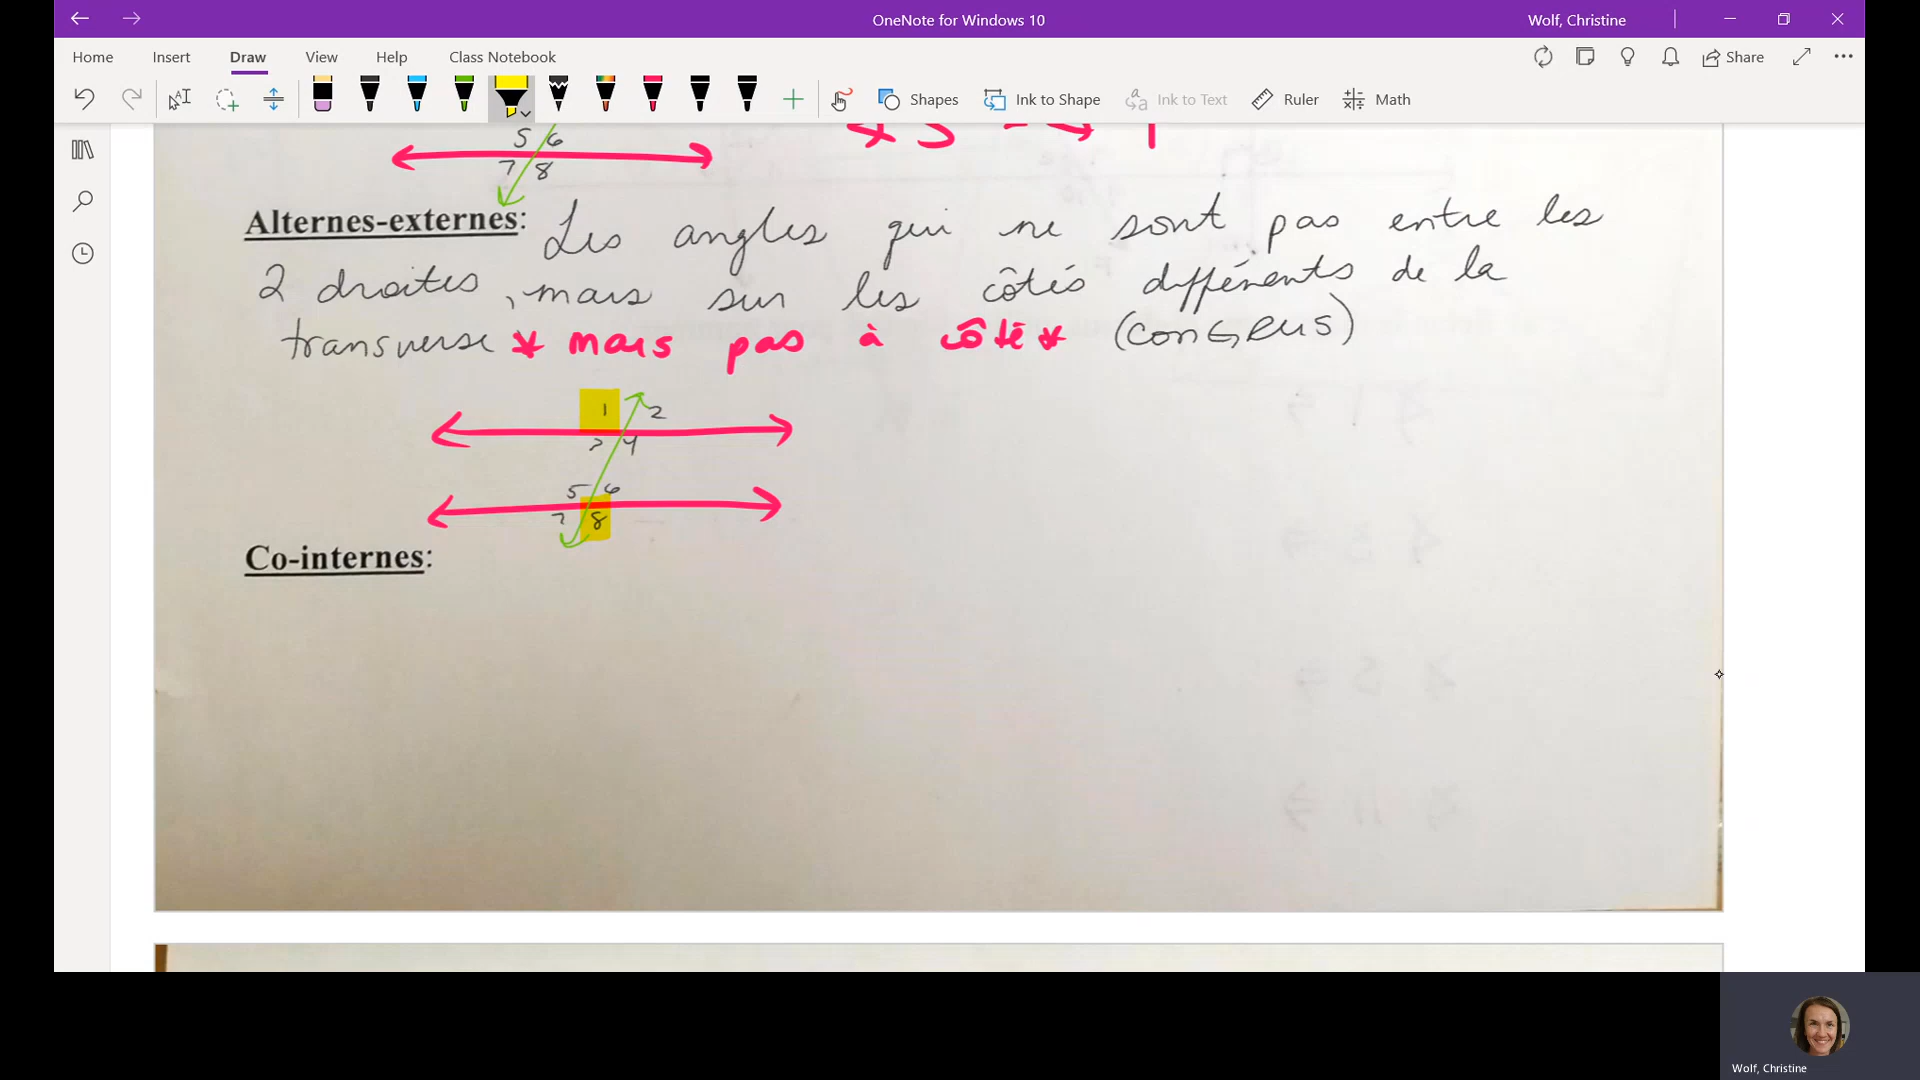 OneNote for Windows 10
Wolf, Christine
Home Insert Draw View Help Class Notebook
Share
Shapes Ink to Shape Ink to Text Ruler Math
5 6
7 8
Alternes-externes: Les angles qui ne sont pas entre les
2 droites, mais sur les côtés différents de la
transverse * mais pas à côté * (congrus)
1 2
3 4
5 6
7 8
Co-internes:
Wolf, Christine